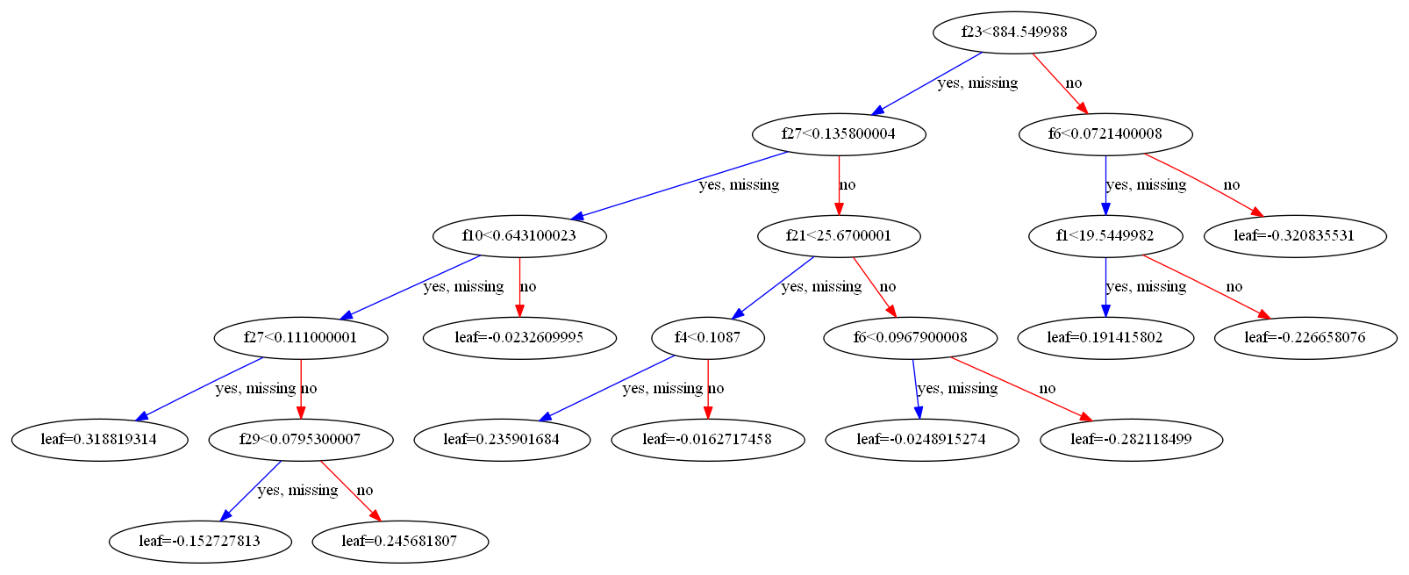 f23<884.549988
yes, missing
no
f27<0.135800004
f6<0.0721400008
yes, missing
no
yes, missing
no
f10<0.643100023
f21<25.6700001
f1<19.5449982
leaf=-0.320835531
yes, missing
no
yes, missing
no
yes, missing
no
f27<0.111000001
leaf=-0.0232609995
f4<0.1087
f6<0.0967900008
leaf=0.191415802
leaf=-0.226658076
yes, missing
no
yes, missing
no
yes, missing
no
leaf=0.318819314
f29<0.0795300007
leaf=0.235901684
leaf=-0.0162717458
leaf=-0.0248915274
leaf=-0.282118499
yes, missing
no
leaf=-0.152727813
leaf=0.245681807